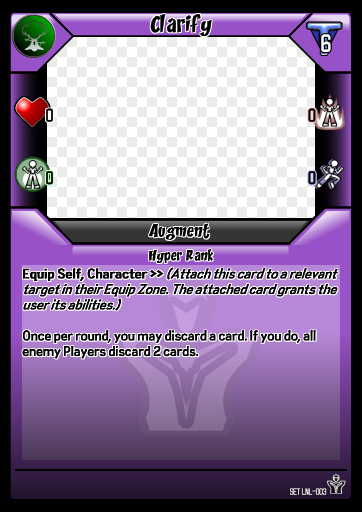 Clarify
6
0
0
0
0
Augment
Hyper Rank
Equip Self, Character >> (Attach this card to a relevant
target in their Equip Zone. The attached card grants the
user its abilities.)
Once per round, you may discard a card. If you do, all
enemy Players discard 2 cards.
SET LNL-003